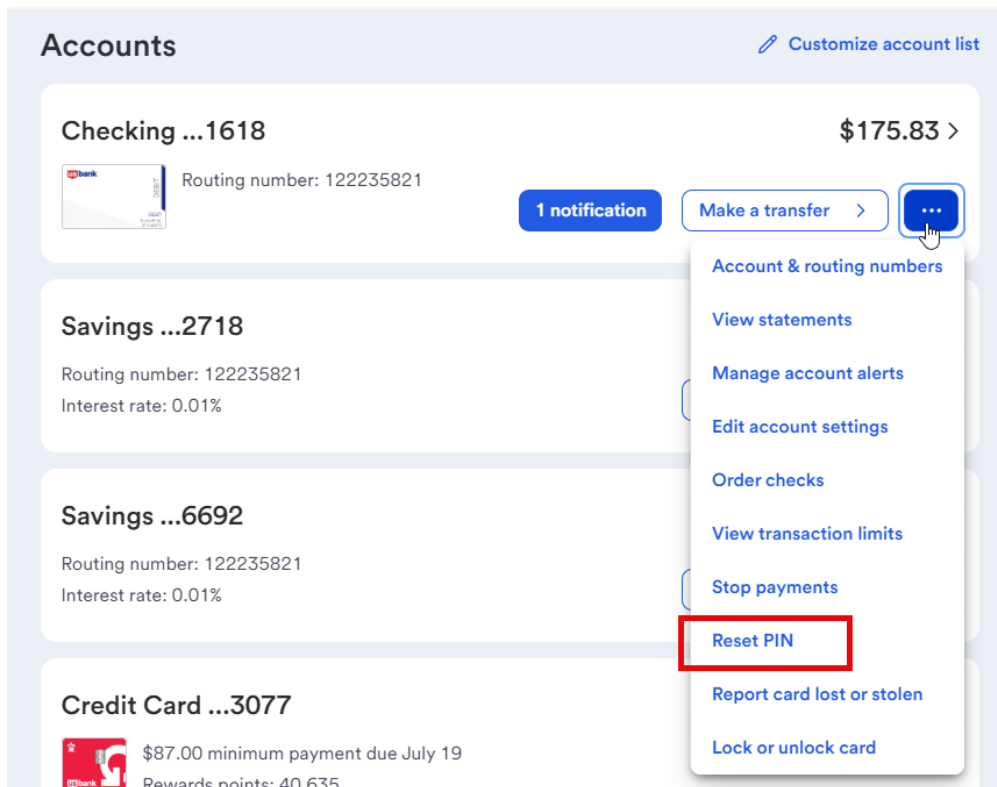 Accounts
Customize account list
Checking ...1618
$175.83 >
usbank
DEBIT
Routing number: 122235821
1 notification
Make a transfer >
...
Account & routing numbers
View statements
Manage account alerts
Edit account settings
Order checks
View transaction limits
Stop payments
Reset PIN
Report card lost or stolen
Lock or unlock card
Savings ...2718
Routing number: 122235821
Interest rate: 0.01%
Savings ...6692
Routing number: 122235821
Interest rate: 0.01%
Credit Card ...3077
$87.00 minimum payment due July 19
usbank
Rewards points: 40,635